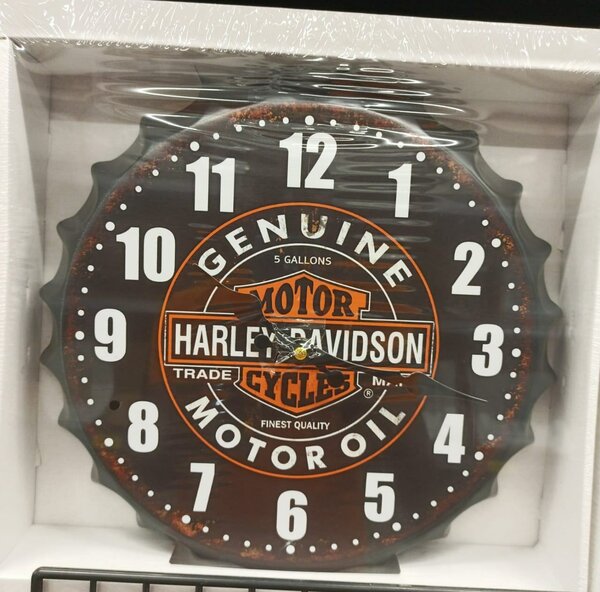 12
1
2
3
4
5
6
7
8
9
10
11
GENUINE
5 GALLONS
MOTOR
HARLEY-DAVIDSON
TRADE
CYCLES
®
FINEST QUALITY
MOTOR OIL